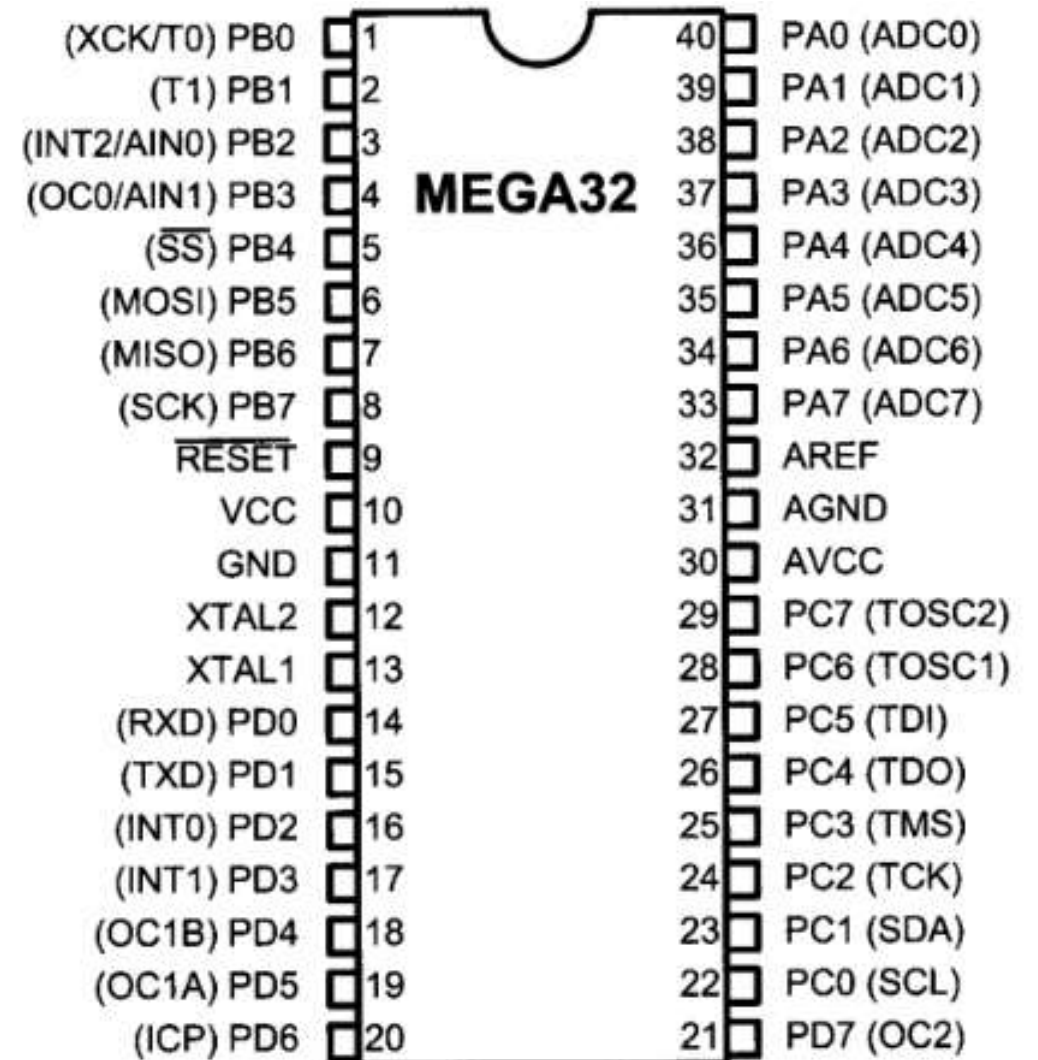 (XCK/T0) PB0 1 40 PA0 (ADC0)
(T1) PB1 2 39 PA1 (ADC1)
(INT2/AIN0) PB2 3 38 PA2 (ADC2)
(OC0/AIN1) PB3 4 MEGA32 37 PA3 (ADC3)
(S̅S̅) PB4 5 36 PA4 (ADC4)
(MOSI) PB5 6 35 PA5 (ADC5)
(MISO) PB6 7 34 PA6 (ADC6)
(SCK) PB7 8 33 PA7 (ADC7)
R̅E̅S̅E̅T̅ 9 32 AREF
VCC 10 31 AGND
GND 11 30 AVCC
XTAL2 12 29 PC7 (TOSC2)
XTAL1 13 28 PC6 (TOSC1)
(RXD) PD0 14 27 PC5 (TDI)
(TXD) PD1 15 26 PC4 (TDO)
(INT0) PD2 16 25 PC3 (TMS)
(INT1) PD3 17 24 PC2 (TCK)
(OC1B) PD4 18 23 PC1 (SDA)
(OC1A) PD5 19 22 PC0 (SCL)
(ICP) PD6 20 21 PD7 (OC2)